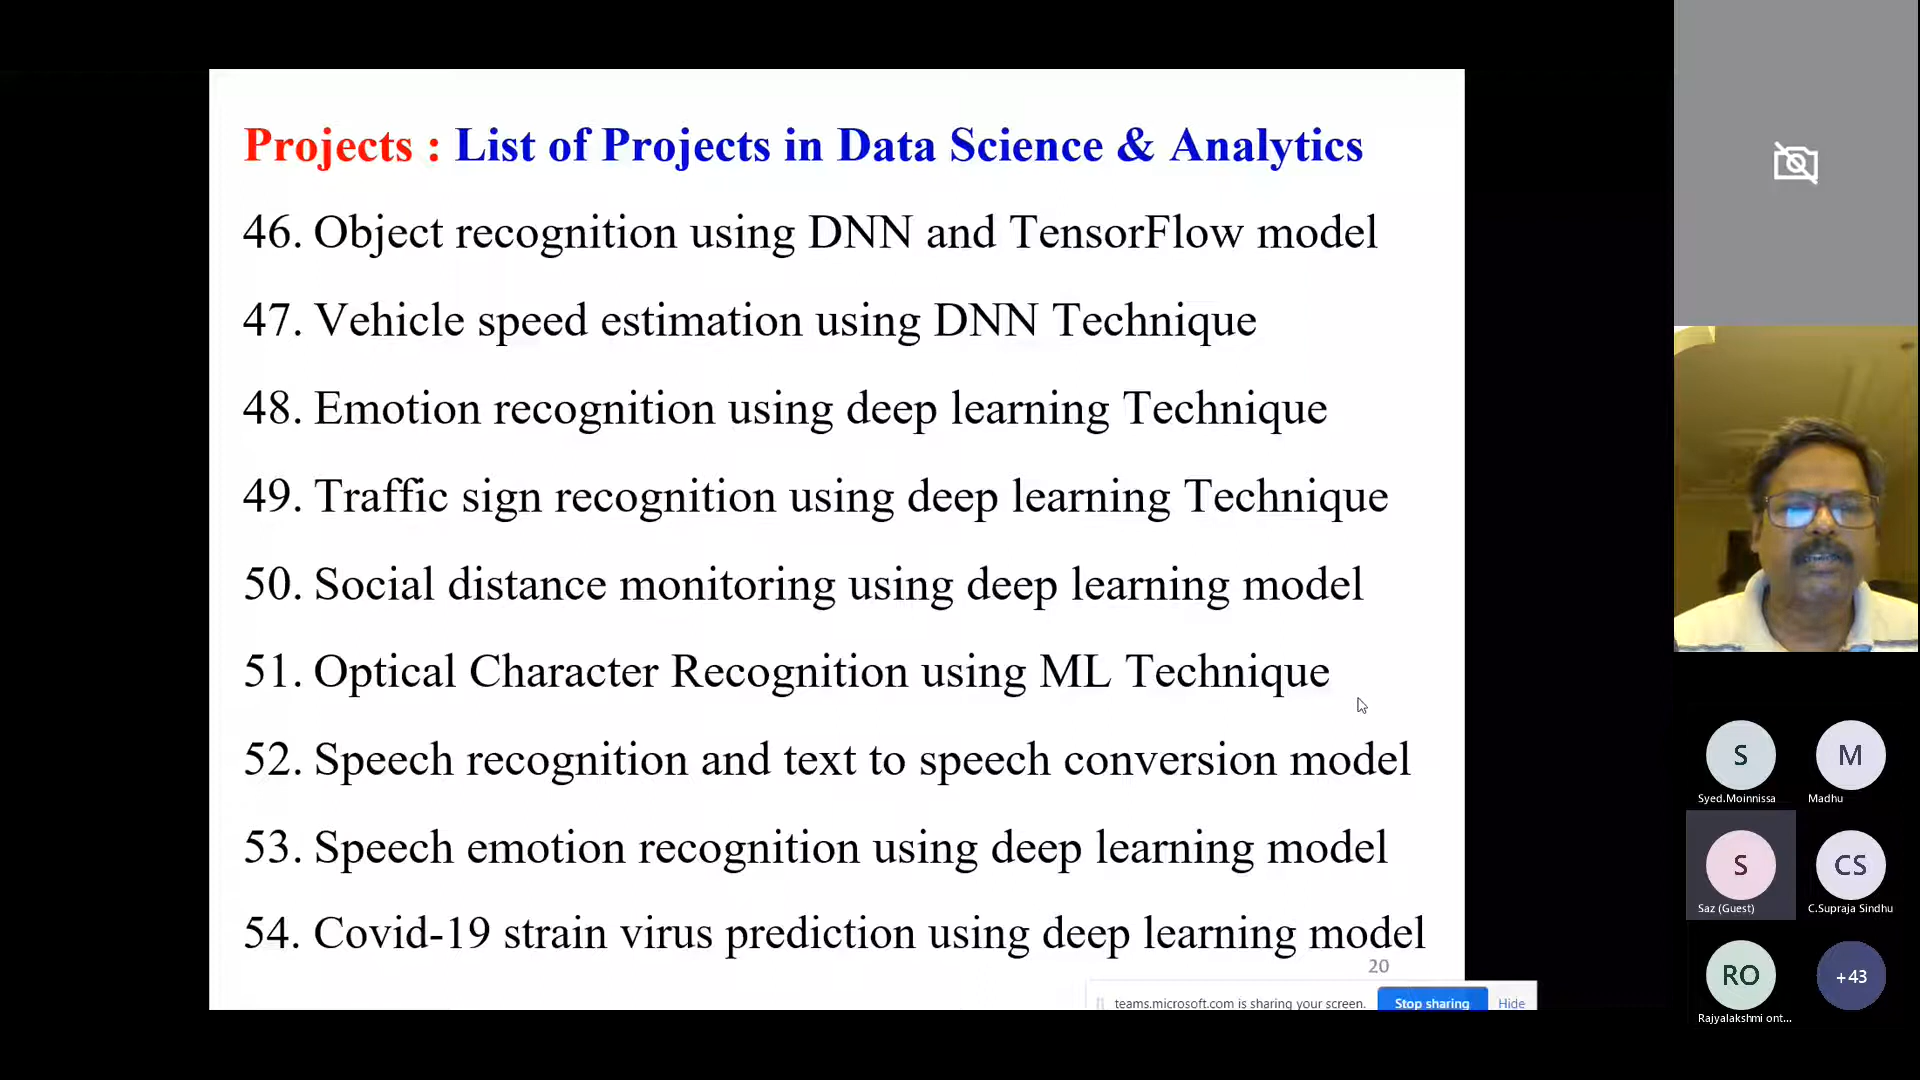 Projects : List of Projects in Data Science & Analytics
46. Object recognition using DNN and TensorFlow model
47. Vehicle speed estimation using DNN Technique
48. Emotion recognition using deep learning Technique
49. Traffic sign recognition using deep learning Technique
50. Social distance monitoring using deep learning model
51. Optical Character Recognition using ML Technique
52. Speech recognition and text to speech conversion model
53. Speech emotion recognition using deep learning model
54. Covid-19 strain virus prediction using deep learning model
20
teams.microsoft.com is sharing your screen. Stop sharing Hide
S M
Syed.Moinnissa Madhu
S CS
Saz (Guest) C.Supraja Sindhu
RO +43
Rajyalakshmi ont...